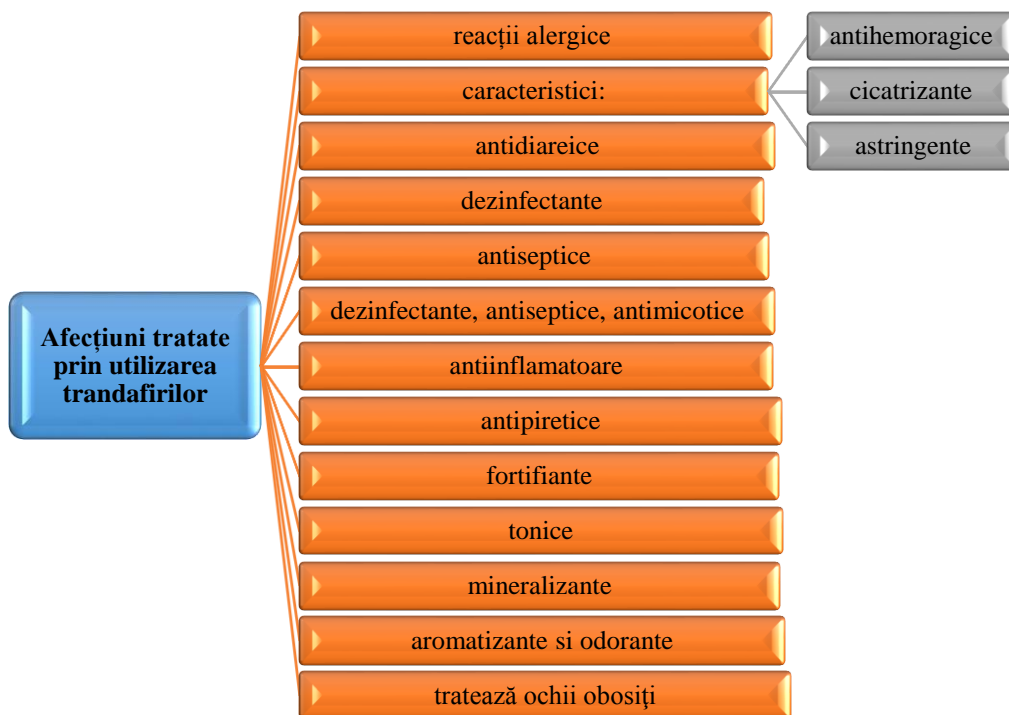 Afecțiuni tratate
prin utilizarea
trandafirilor
reacții alergice
caracteristici:
antihemoragice
cicatrizante
astringente
antidiareice
dezinfectante
antiseptice
dezinfectante, antiseptice, antimicotice
antiinflamatoare
antipiretice
fortifiante
tonice
mineralizante
aromatizante si odorante
tratează ochii obosiţi